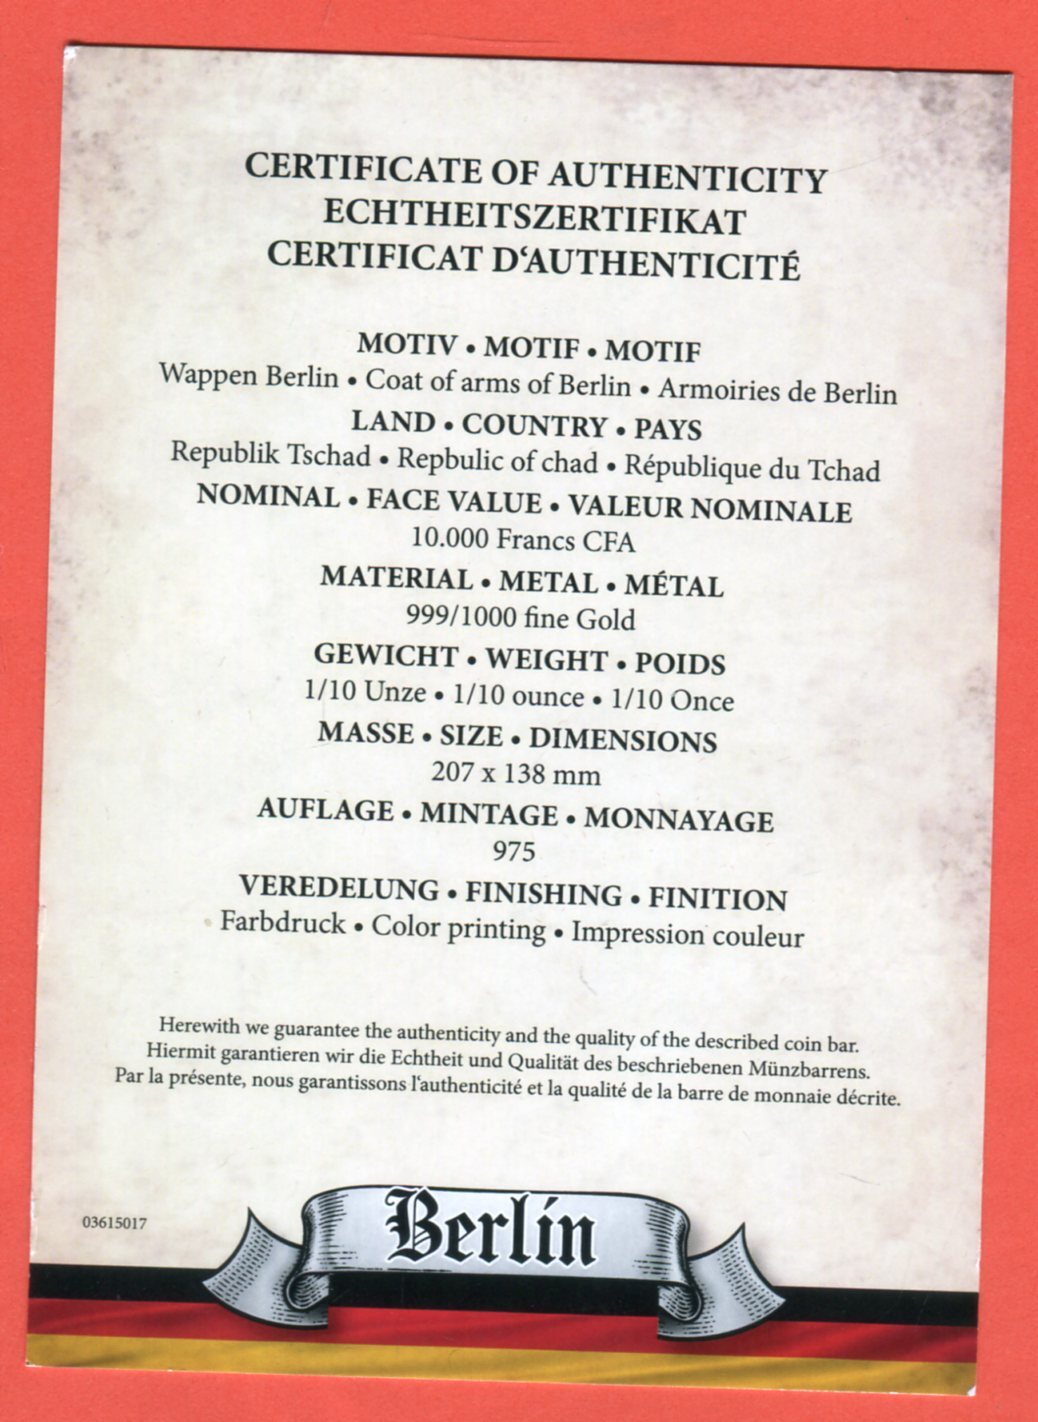 CERTIFICATE OF AUTHENTICITY
ECHTHEITSZERTIFIKAT
CERTIFICAT D‘AUTHENTICITÉ
MOTIV • MOTIF • MOTIF
Wappen Berlin • Coat of arms of Berlin • Armoiries de Berlin
LAND • COUNTRY • PAYS
Republik Tschad • Repbulic of chad • République du Tchad
NOMINAL • FACE VALUE • VALEUR NOMINALE
10.000 Francs CFA
MATERIAL • METAL • MÉTAL
999/1000 fine Gold
GEWICHT • WEIGHT • POIDS
1/10 Unze • 1/10 ounce • 1/10 Once
MASSE • SIZE • DIMENSIONS
207 x 138 mm
AUFLAGE • MINTAGE • MONNAYAGE
975
VEREDELUNG • FINISHING • FINITION
Farbdruck • Color printing • Impression couleur
Herewith we guarantee the authenticity and the quality of the described coin bar.
Hiermit garantieren wir die Echtheit und Qualität des beschriebenen Münzbarrens.
Par la présente, nous garantissons l'authenticité et la qualité de la barre de monnaie décrite.
03615017
Berlin